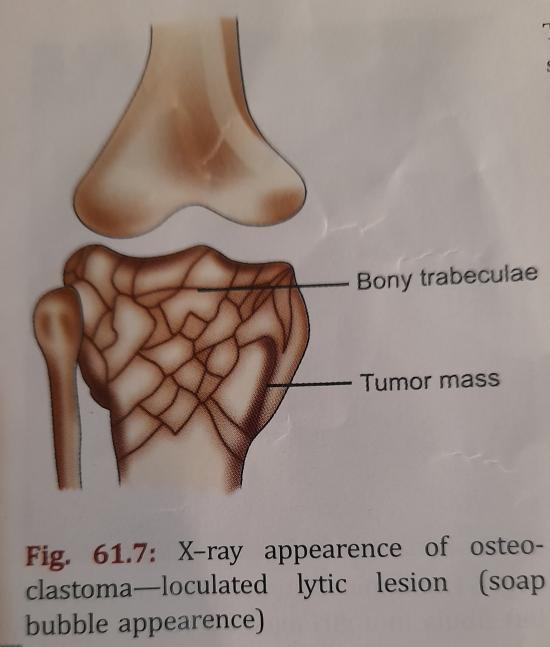 Bony trabeculae
Tumor mass
Fig. 61.7: X-ray appearence of osteo-
clastoma—loculated lytic lesion (soap
bubble appearence)